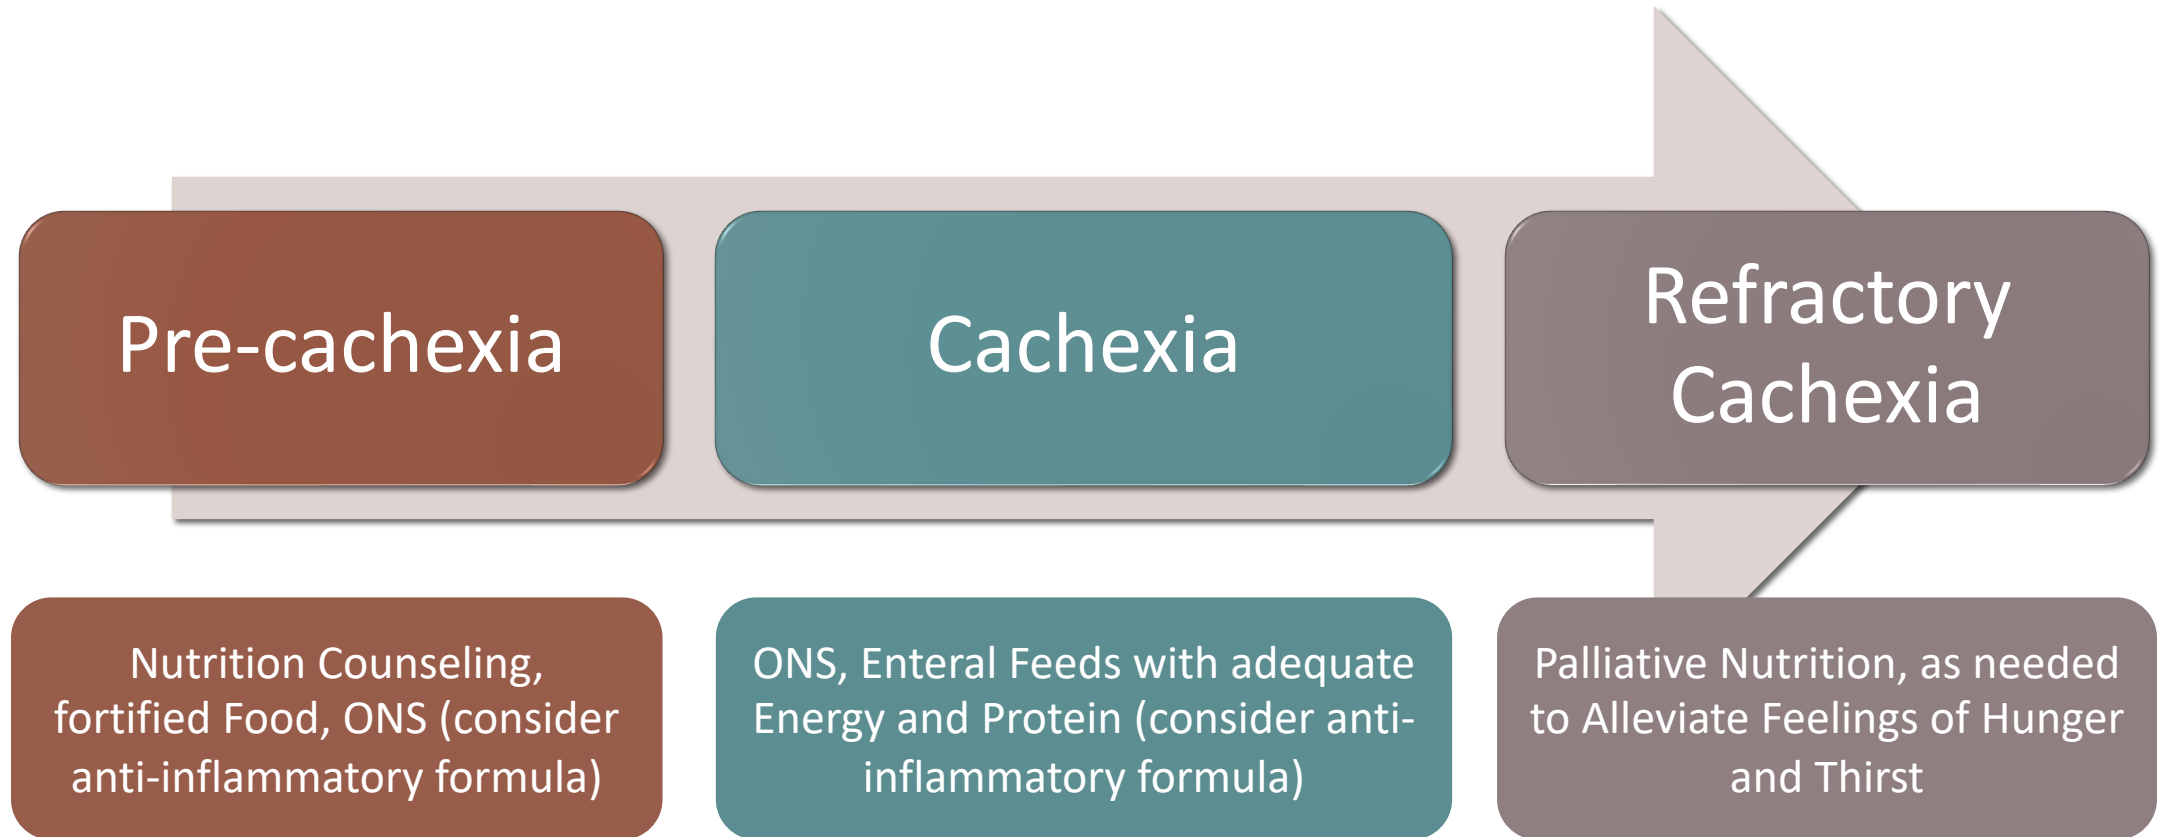 Pre-cachexia
Cachexia
Refractory
Cachexia
Nutrition Counseling,
fortified Food, ONS (consider
anti-inflammatory formula)
ONS, Enteral Feeds with adequate
Energy and Protein (consider anti-
inflammatory formula)
Palliative Nutrition, as needed
to Alleviate Feelings of Hunger
and Thirst